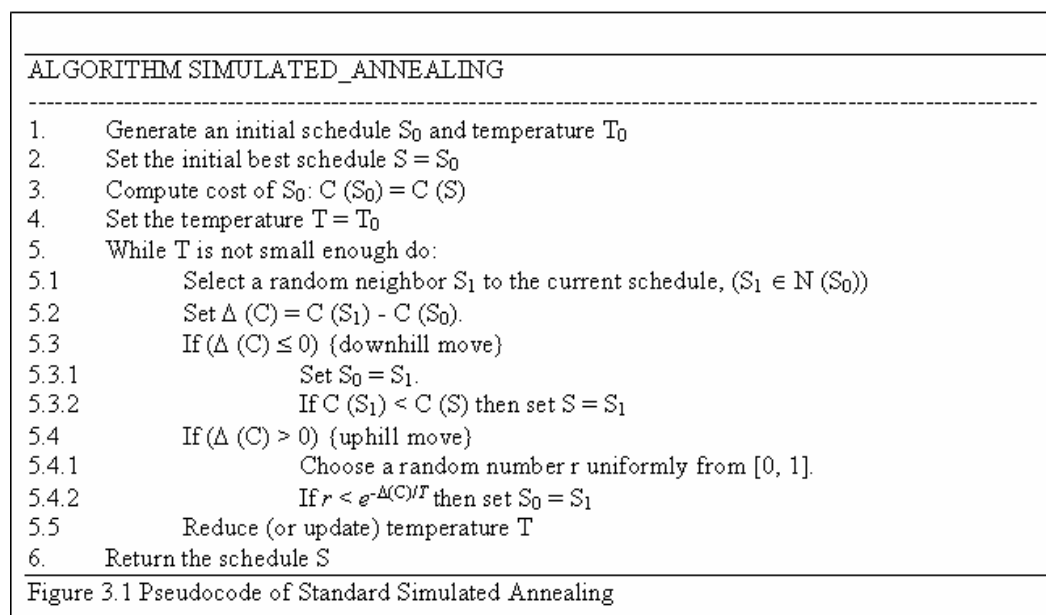 ALGORITHM SIMULATED_ANNEALING
1. Generate an initial schedule S₀ and temperature T₀
2. Set the initial best schedule S = S₀
3. Compute cost of S₀: C (S₀) = C (S)
4. Set the temperature T = T₀
5. While T is not small enough do:
5.1 Select a random neighbor S₁ to the current schedule, (S₁ ∈ N (S₀))
5.2 Set Δ (C) = C (S₁) - C (S₀).
5.3 If (Δ (C) ≤ 0) {downhill move}
5.3.1 Set S₀ = S₁.
5.3.2 If C (S₁) < C (S) then set S = S₁
5.4 If (Δ (C) > 0) {uphill move}
5.4.1 Choose a random number r uniformly from [0, 1].
5.4.2 If r < e^-Δ(C)/T then set S₀ = S₁
5.5 Reduce (or update) temperature T
6. Return the schedule S
Figure 3.1 Pseudocode of Standard Simulated Annealing